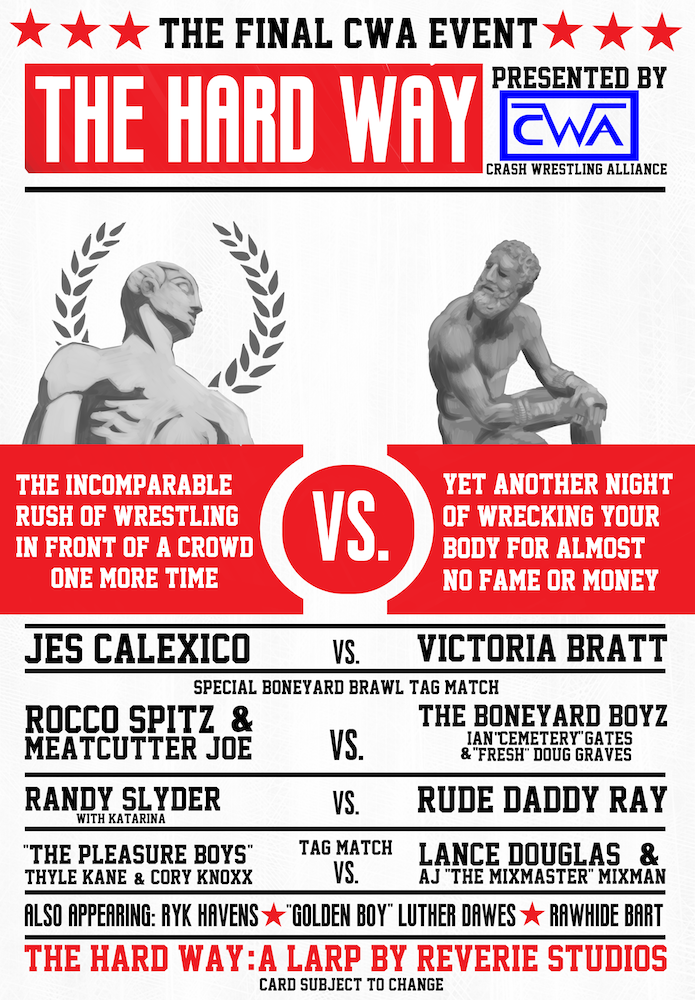 THE FINAL CWA EVENT
THE HARD WAY
PRESENTED BY
CWA
CRASH WRESTLING ALLIANCE
THE INCOMPARABLE
RUSH OF WRESTLING
IN FRONT OF A CROWD
ONE MORE TIME
VS.
YET ANOTHER NIGHT
OF WRECKING YOUR
BODY FOR ALMOST
NO FAME OR MONEY
JES CALEXICO VS. VICTORIA BRATT
SPECIAL BONEYARD BRAWL TAG MATCH
ROCCO SPITZ &
MEATCUTTER JOE
VS.
THE BONEYARD BOYZ
IAN"CEMETERY"GATES
&"FRESH" DOUG GRAVES
RANDY SLYDER
WITH KATARINA
VS.
RUDE DADDY RAY
"THE PLEASURE BOYS"
THYLE KANE & CORY KNOXX
TAG MATCH
VS.
LANCE DOUGLAS &
AJ "THE MIXMASTER" MIXMAN
ALSO APPEARING: RYK HAVENS ★ "GOLDEN BOY" LUTHER DAWES ★ RAWHIDE BART
THE HARD WAY:A LARP BY REVERIE STUDIOS
CARD SUBJECT TO CHANGE